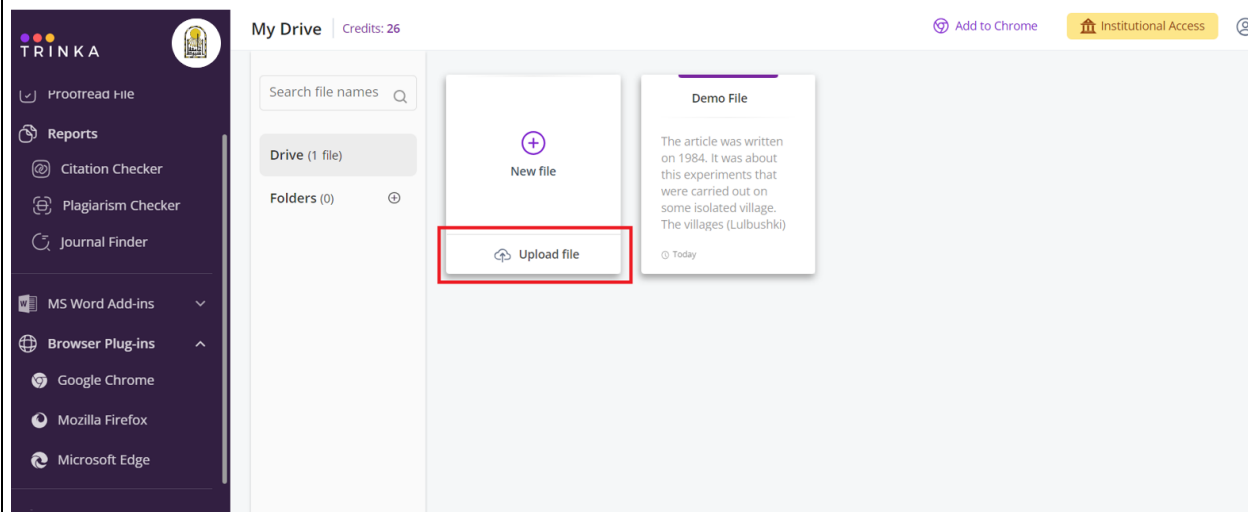 TRINKA
Proofread File
Reports
Citation Checker
Plagiarism Checker
Journal Finder
MS Word Add-ins
Browser Plug-ins
Google Chrome
Mozilla Firefox
Microsoft Edge
My Drive
Credits: 26
Add to Chrome
Institutional Access
Search file names
Drive (1 file)
Folders (0)
New file
Upload file
Demo File
The article was written
on 1984. It was about
this experiments that
were carried out on
some isolated village.
The villages (Lulbushki)
Today